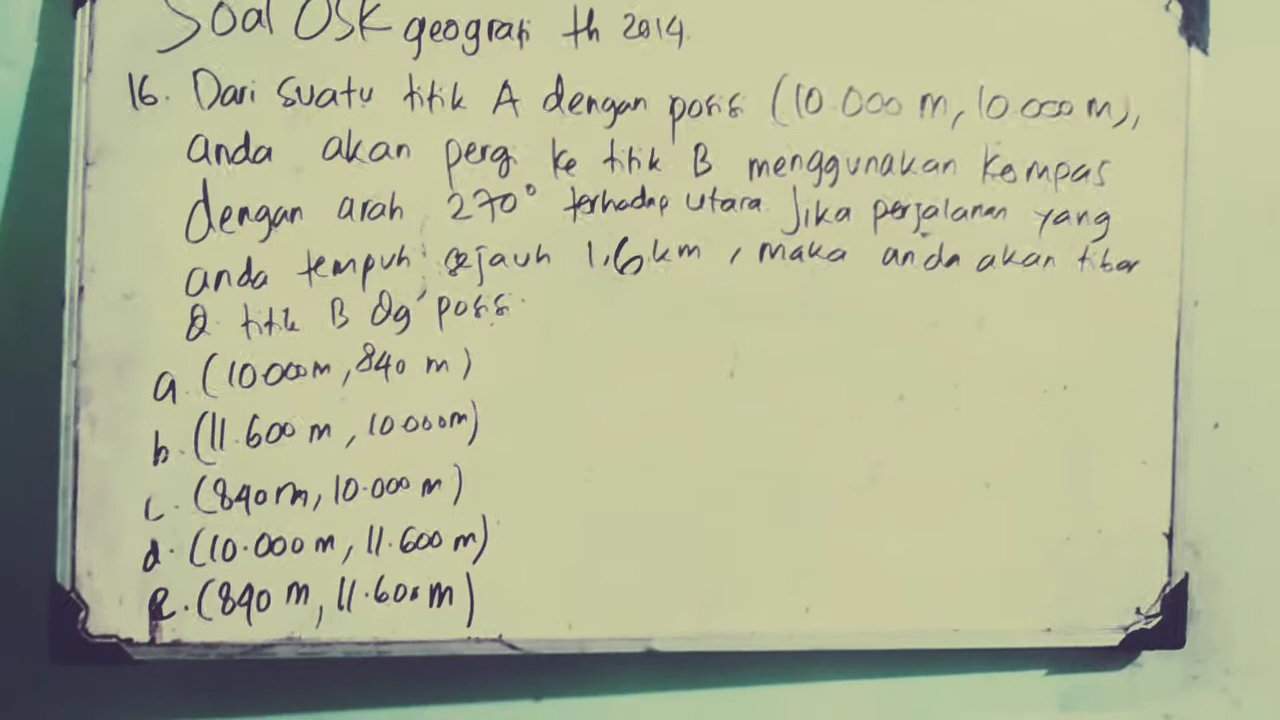 Soal OSK geografi th 2014
16. Dari suatu titik A dengan posisi (10.000 m, 10.000 m),
anda akan pergi ke titik B menggunakan kompas
dengan arah 270° terhadap utara. Jika perjalanan yang
anda tempuh sejauh 1,6 km, maka anda akan tiba
di titik B dg posisi
a. (10.000m, 840 m)
b. (11.600 m, 10.000m)
c. (840 m, 10.000 m)
d. (10.000 m, 11.600 m)
e. (840 m, 11.600 m)